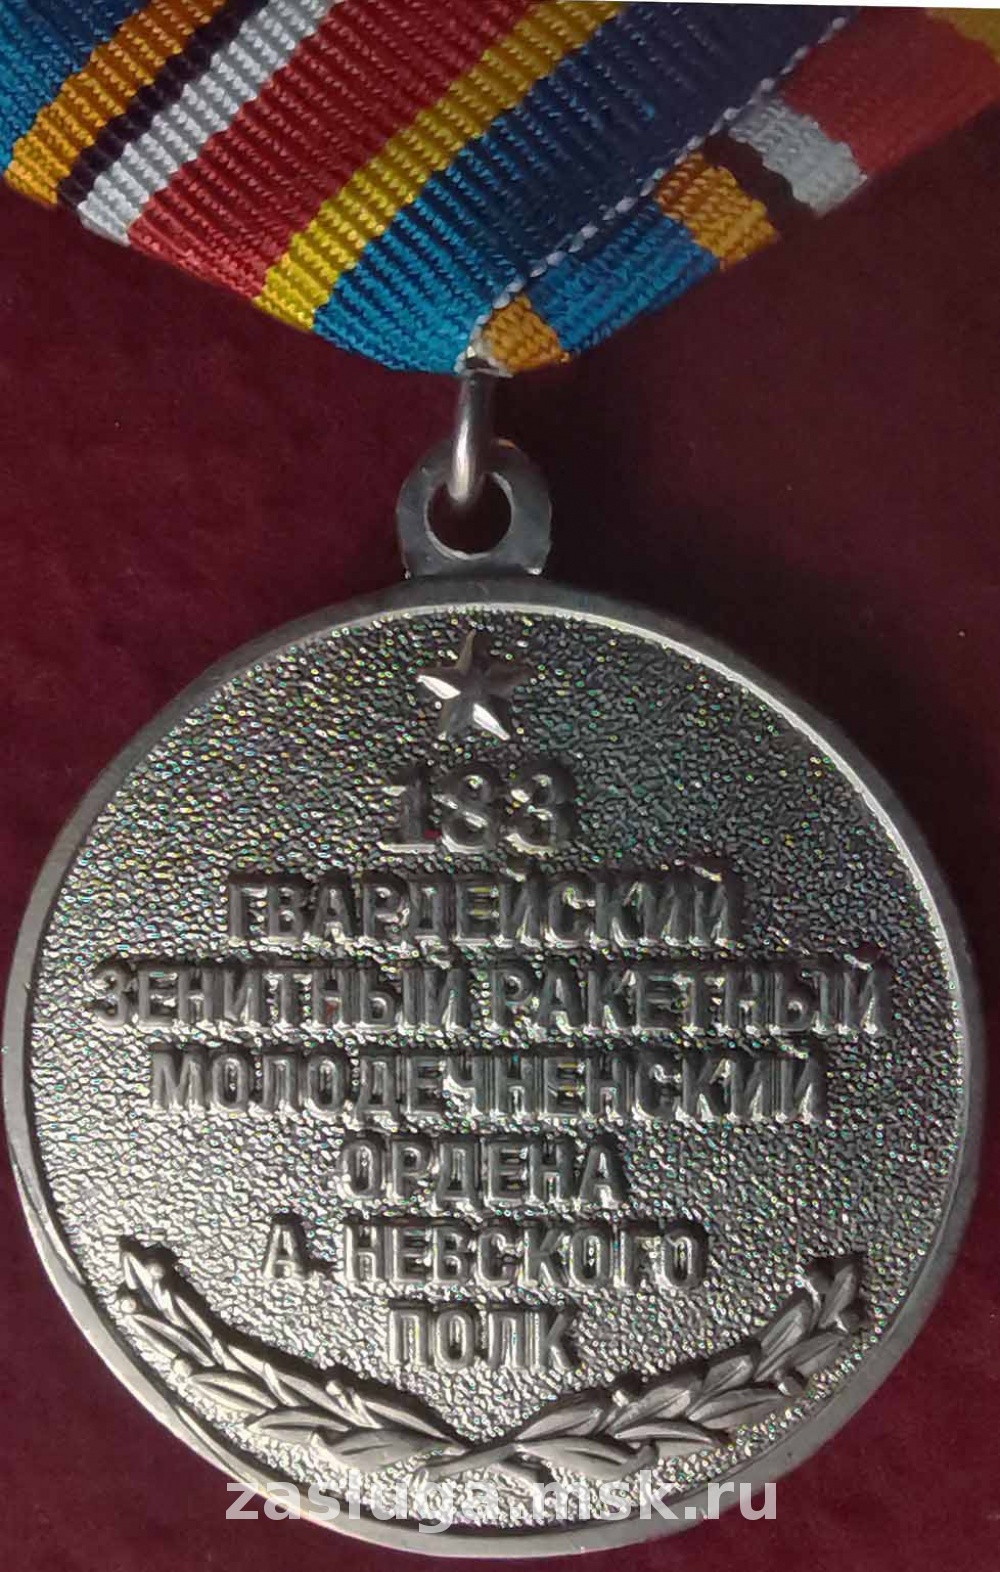 183
ГВАРДЕЙСКИЙ
ЗЕНИТНЫЙ РАКЕТНЫЙ
МОЛОДЕЧНЕНСКИЙ
ОРДЕНА
А. НЕВСКОГО
ПОЛК
zasluga.msk.ru